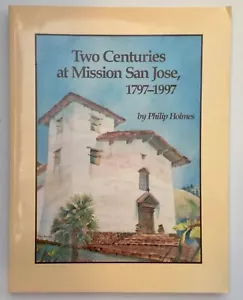 Two Centuries
at Mission San Jose,
1797–1997
by Philip Holmes